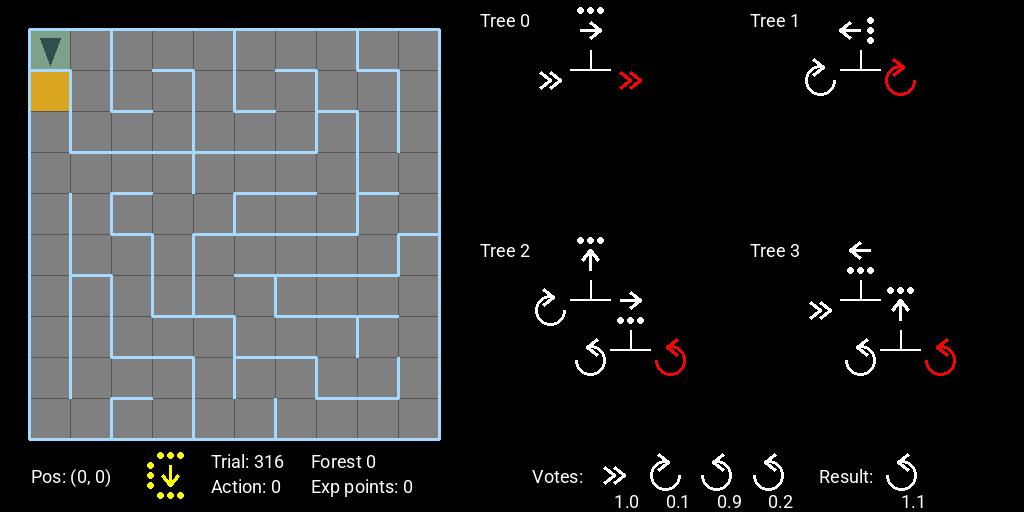 Tree 0
Tree 1
Tree 2
Tree 3
Pos: (0, 0)
Trial: 316
Forest 0
Action: 0
Exp points: 0
Votes:
1.0
0.1
0.9
0.2
Result:
1.1